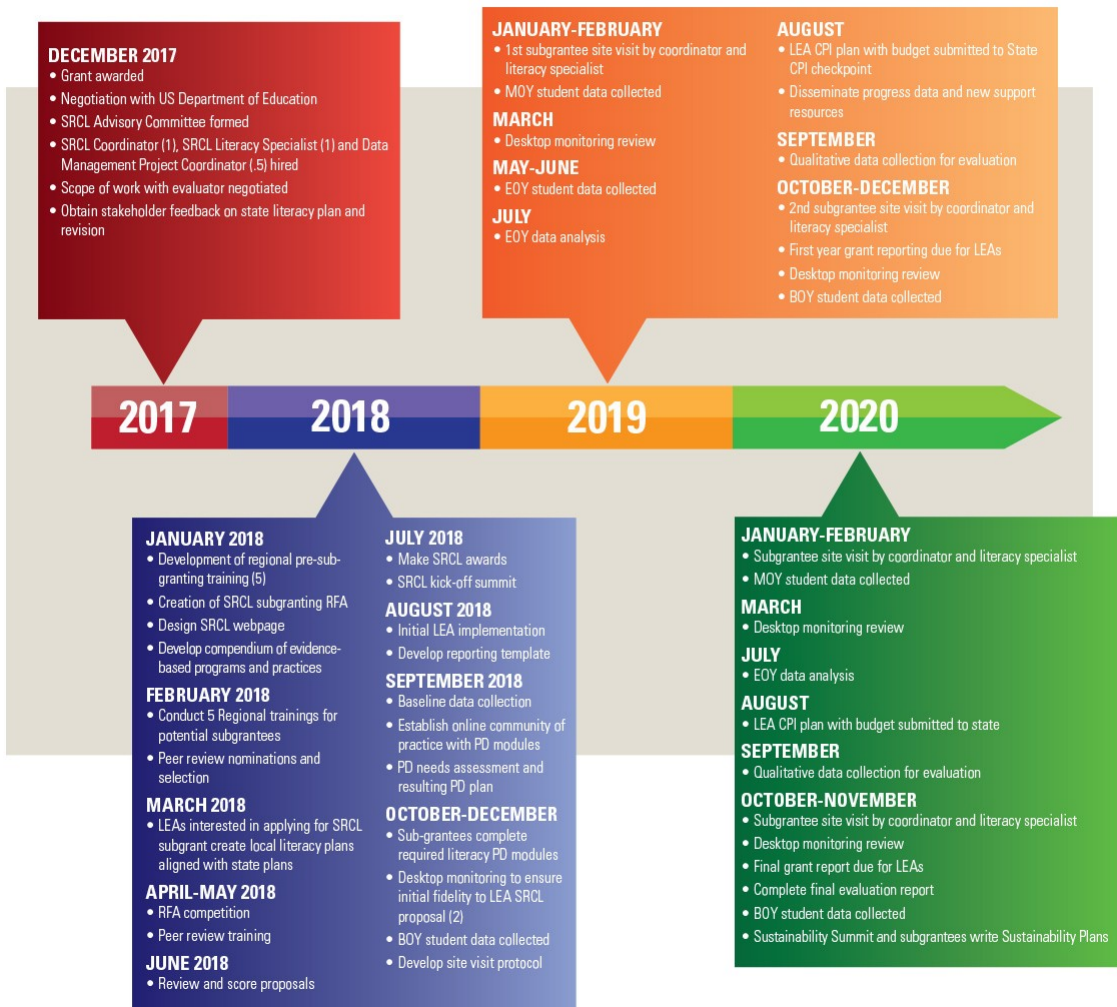 DECEMBER 2017
• Grant awarded
• Negotiation with US Department of Education
• SRCL Advisory Committee formed
• SRCL Coordinator (1), SRCL Literacy Specialist (1) and Data
Management Project Coordinator (.5) hired
• Scope of work with evaluator negotiated
• Obtain stakeholder feedback on state literacy plan and
revision
JANUARY-FEBRUARY
• 1st subgrantee site visit by coordinator and
literacy specialist
• MOY student data collected
MARCH
• Desktop monitoring review
MAY-JUNE
• EOY student data collected
JULY
• EOY data analysis
AUGUST
• LEA CPI plan with budget submitted to State
CPI checkpoint
• Disseminate progress data and new support
resources
SEPTEMBER
• Qualitative data collection for evaluation
OCTOBER-DECEMBER
• 2nd subgrantee site visit by coordinator and
literacy specialist
• First year grant reporting due for LEAs
• Desktop monitoring review
• BOY student data collected
2017
2018
2019
2020
JANUARY 2018
• Development of regional pre-sub-
granting training (5)
• Creation of SRCL subgranting RFA
• Design SRCL webpage
• Develop compendium of evidence-
based programs and practices
FEBRUARY 2018
• Conduct 5 Regional trainings for
potential subgrantees
• Peer review nominations and
selection
MARCH 2018
• LEAs interested in applying for SRCL
subgrant create local literacy plans
aligned with state plans
APRIL-MAY 2018
• RFA competition
• Peer review training
JUNE 2018
• Review and score proposals
JULY 2018
• Make SRCL awards
• SRCL kick-off summit
AUGUST 2018
• Initial LEA implementation
• Develop reporting template
SEPTEMBER 2018
• Baseline data collection
• Establish online community of
practice with PD modules
• PD needs assessment and
resulting PD plan
OCTOBER-DECEMBER
• Sub-grantees complete
required literacy PD modules
• Desktop monitoring to ensure
initial fidelity to LEA SRCL
proposal (2)
• BOY student data collected
• Develop site visit protocol
JANUARY-FEBRUARY
• Subgrantee site visit by coordinator and literacy specialist
• MOY student data collected
MARCH
• Desktop monitoring review
JULY
• EOY data analysis
AUGUST
• LEA CPI plan with budget submitted to state
SEPTEMBER
• Qualitative data collection for evaluation
OCTOBER-NOVEMBER
• Subgrantee site visit by coordinator and literacy specialist
• Desktop monitoring review
• Final grant report due for LEAs
• Complete final evaluation report
• BOY student data collected
• Sustainability Summit and subgrantees write Sustainability Plans